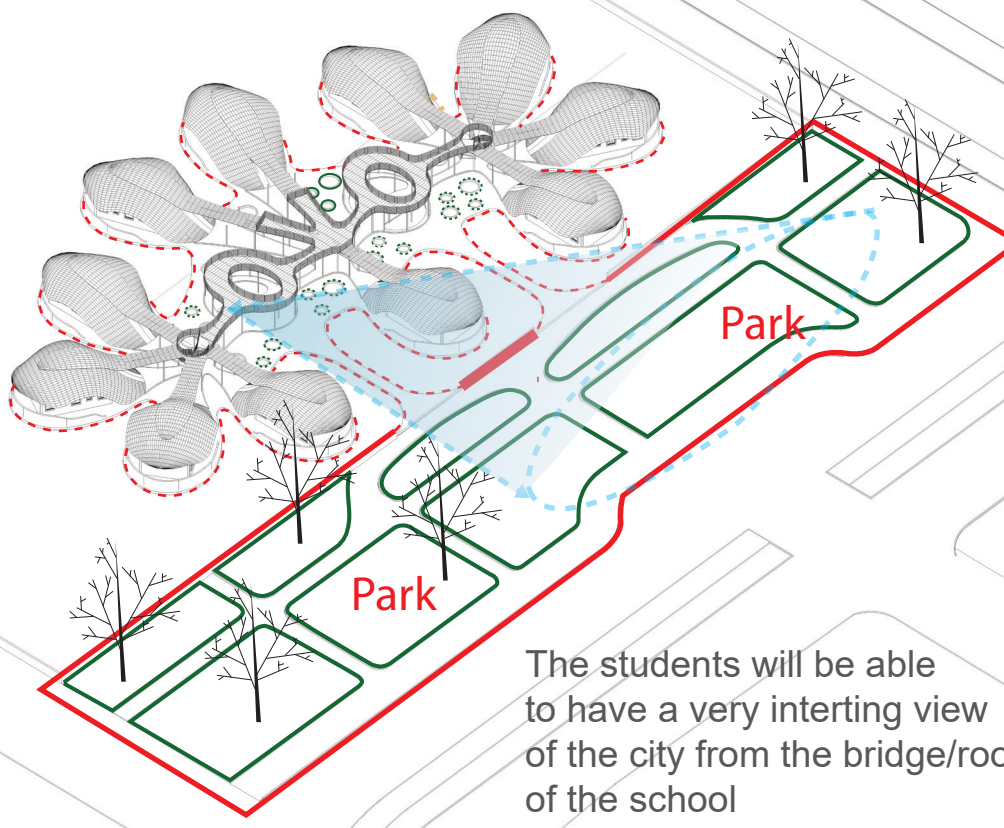 Park
Park
The students will be able
to have a very interting view
of the city from the bridge/roo
of the school